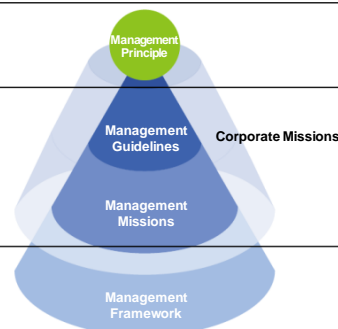 Management
Principle
Management
Guidelines
Corporate Missions
Management
Missions
Management
Framework